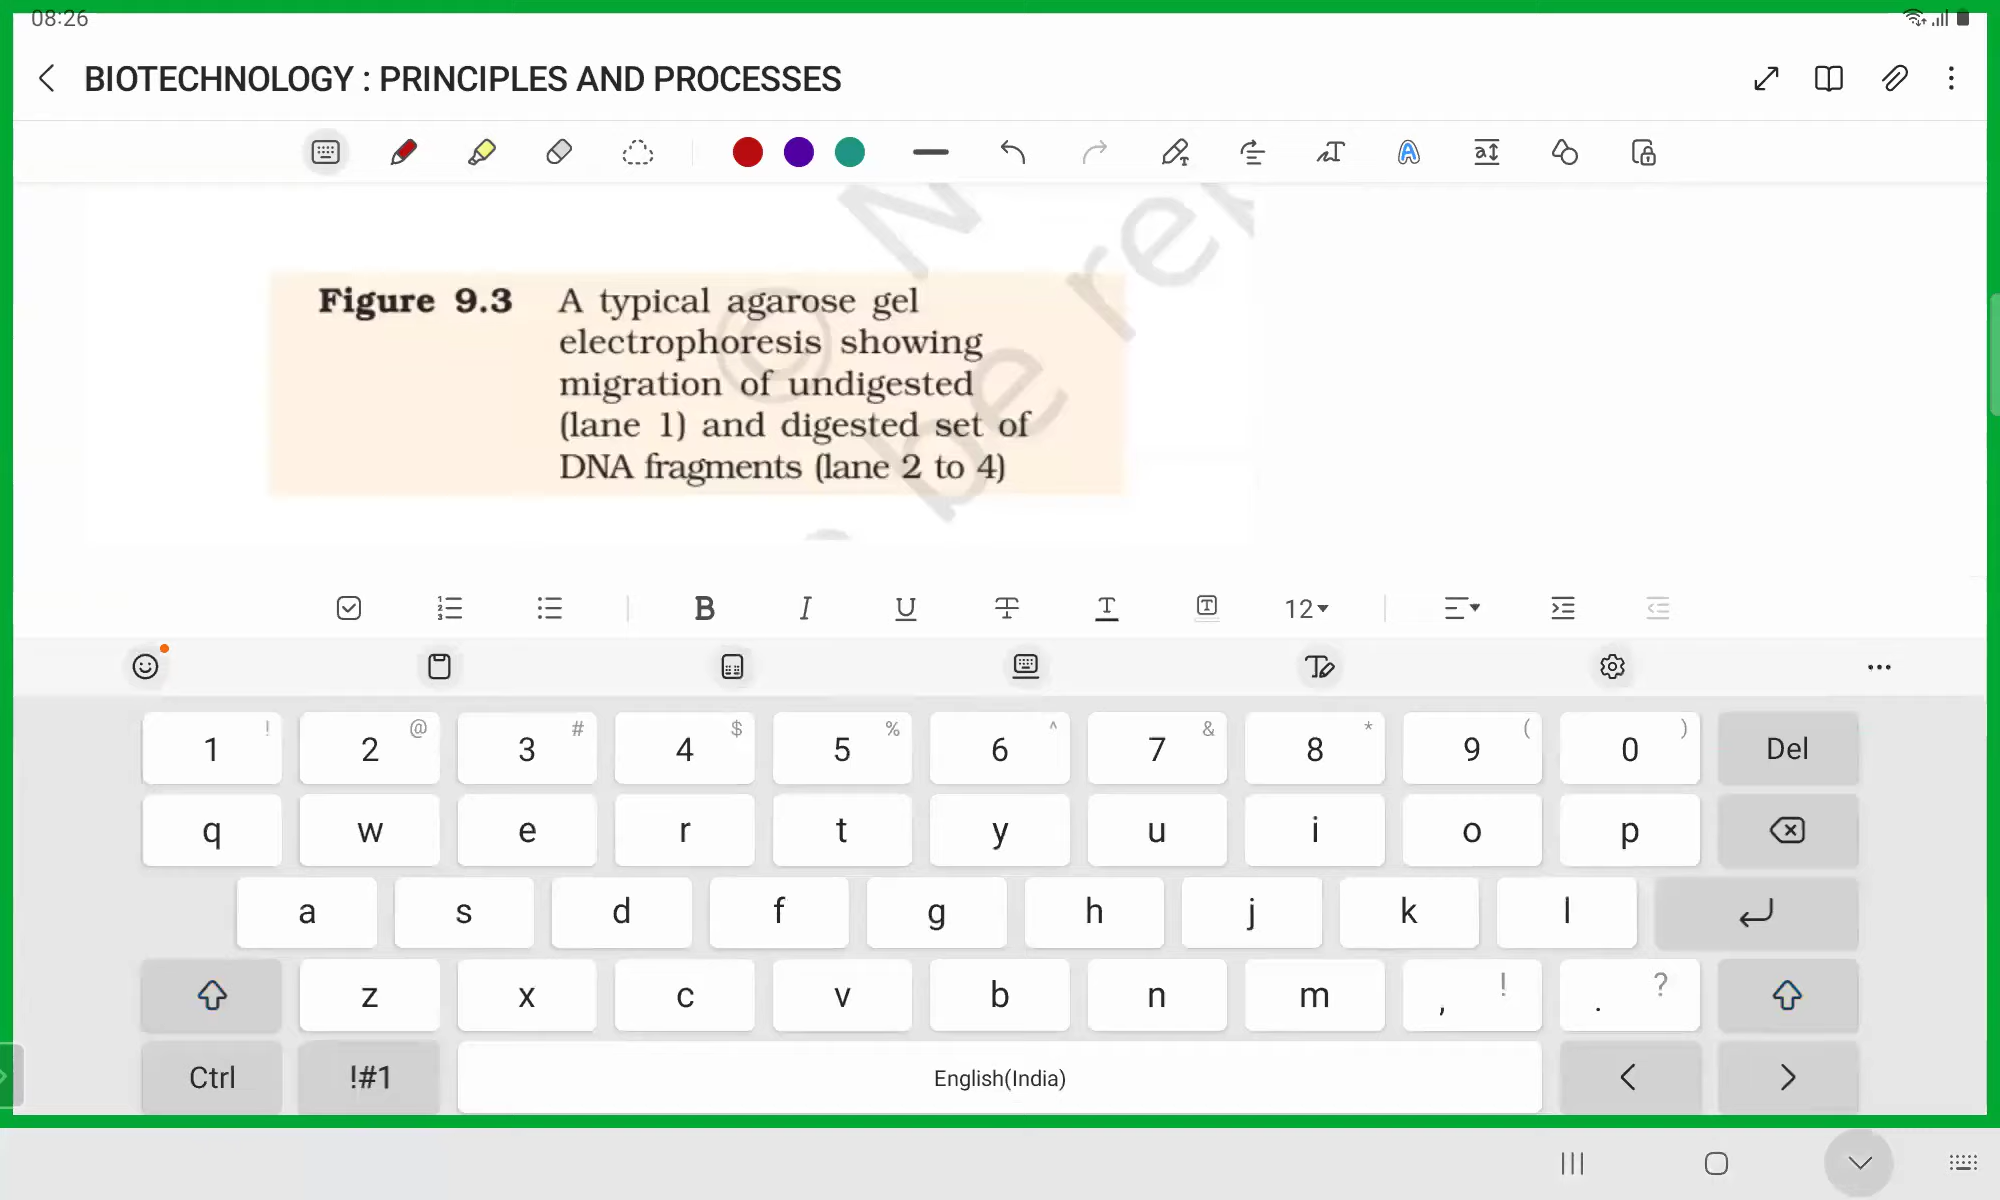 08:26
BIOTECHNOLOGY : PRINCIPLES AND PROCESSES
Figure 9.3 A typical agarose gel
electrophoresis showing
migration of undigested
(lane 1) and digested set of
DNA fragments (lane 2 to 4)
© N
be re
B I U T T T 12
1 ! 2 @ 3 # 4 $ 5 % 6 ^ 7 & 8 * 9 ( 0 ) Del
q w e r t y u i o p
a s d f g h j k l
z x c v b n m , ! . ?
Ctrl !#1 English(India) < >